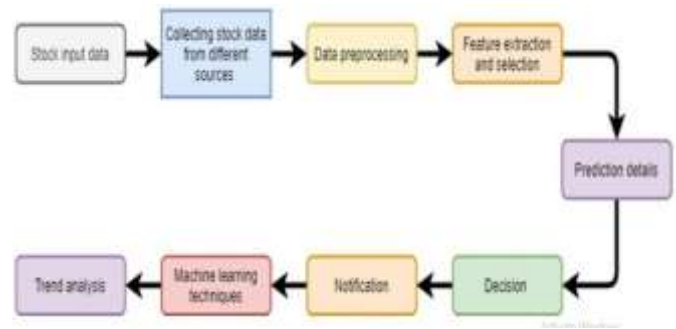 Stock input data
Collecting stock data
from different
sources
Data preprocessing
Feature extraction
and selection
Prediction details
Decision
Notification
Machine learning
techniques
Trend analysis